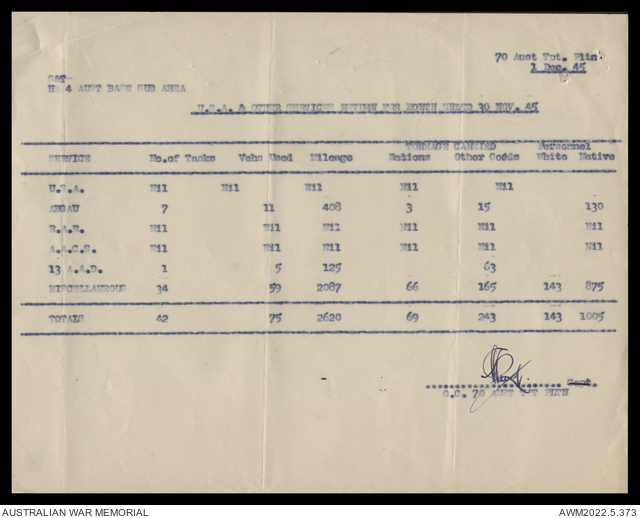 70 Aust Tpt. Pltn
1 Dec. 45
S&T
HQ 4 AUST BASE SUB AREA
U.S.A. & OTHER SERVICES RETURN FOR MONTH ENDED 30 NOV. 45
TONNAGE CARRIED Personnel
SERVICE No.of Tasks Vehs Used Mileage Rations Other Goods White Native
U.S.A. Nil Nil Nil Nil Nil
ANGAU 7 11 408 3 15 130
R.A.N. Nil Nil Nil Nil Nil Nil
A.A.C.S. Nil Nil Nil Nil Nil Nil
13 A.A.D. 1 5 125 63
MISCELLANEOUS 34 59 2087 66 165 143 875
TOTALS 42 75 2620 69 243 143 1005
Capt.
O.C. 70 AUST TPT PLTN
AUSTRALIAN WAR MEMORIAL AWM2022.5.373